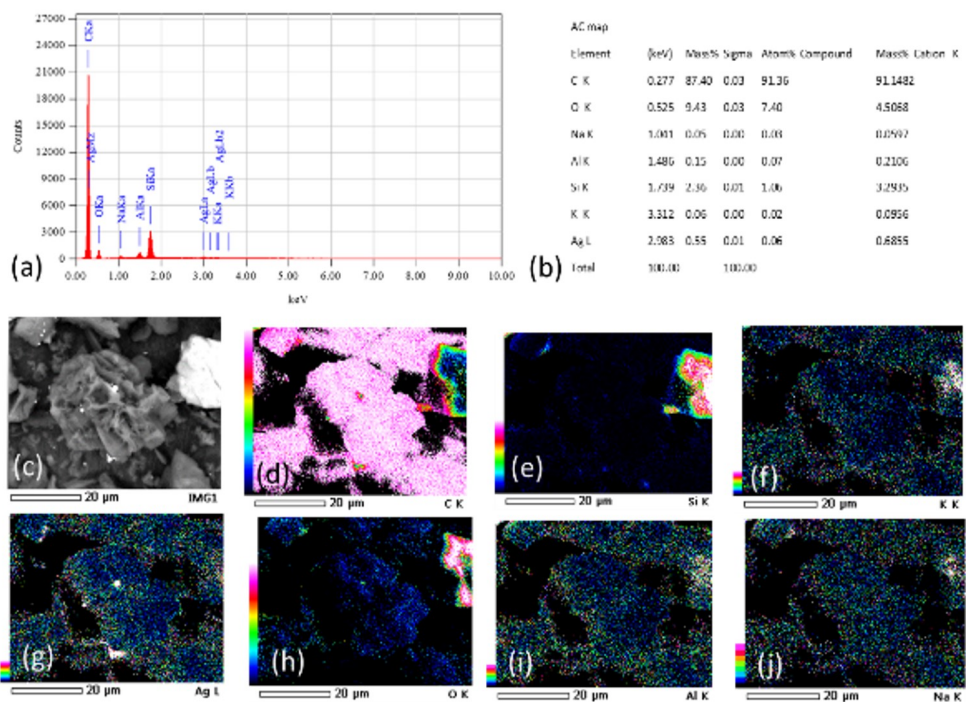 27000
24000
21000
18000
15000
12000
9000
6000
3000
0
Counts
CKa
AgMz
OKa
NaKa
AlKa
SiKa
AgLa
AgLb
AgLb2
KKa
KKb
0.00 1.00 2.00 3.00 4.00 5.00 6.00 7.00 8.00 9.00 10.00
keV
(a)
AC map
Element (keV) Mass% Sigma Atom% Compound Mass% Cation K
C K 0.277 87.40 0.03 91.36 91.1482
O K 0.525 9.43 0.03 7.40 4.5068
Na K 1.041 0.05 0.00 0.03 0.0597
Al K 1.486 0.15 0.00 0.07 0.2106
Si K 1.739 2.36 0.01 1.06 3.2935
K K 3.312 0.06 0.00 0.02 0.0956
Ag L 2.983 0.55 0.01 0.06 0.6855
Total 100.00 100.00
(b)
(c)
20 µm IMG1
(d)
20 µm C K
(e)
20 µm Si K
(f)
20 µm K K
(g)
20 µm Ag L
(h)
20 µm O K
(i)
20 µm Al K
(j)
20 µm Na K